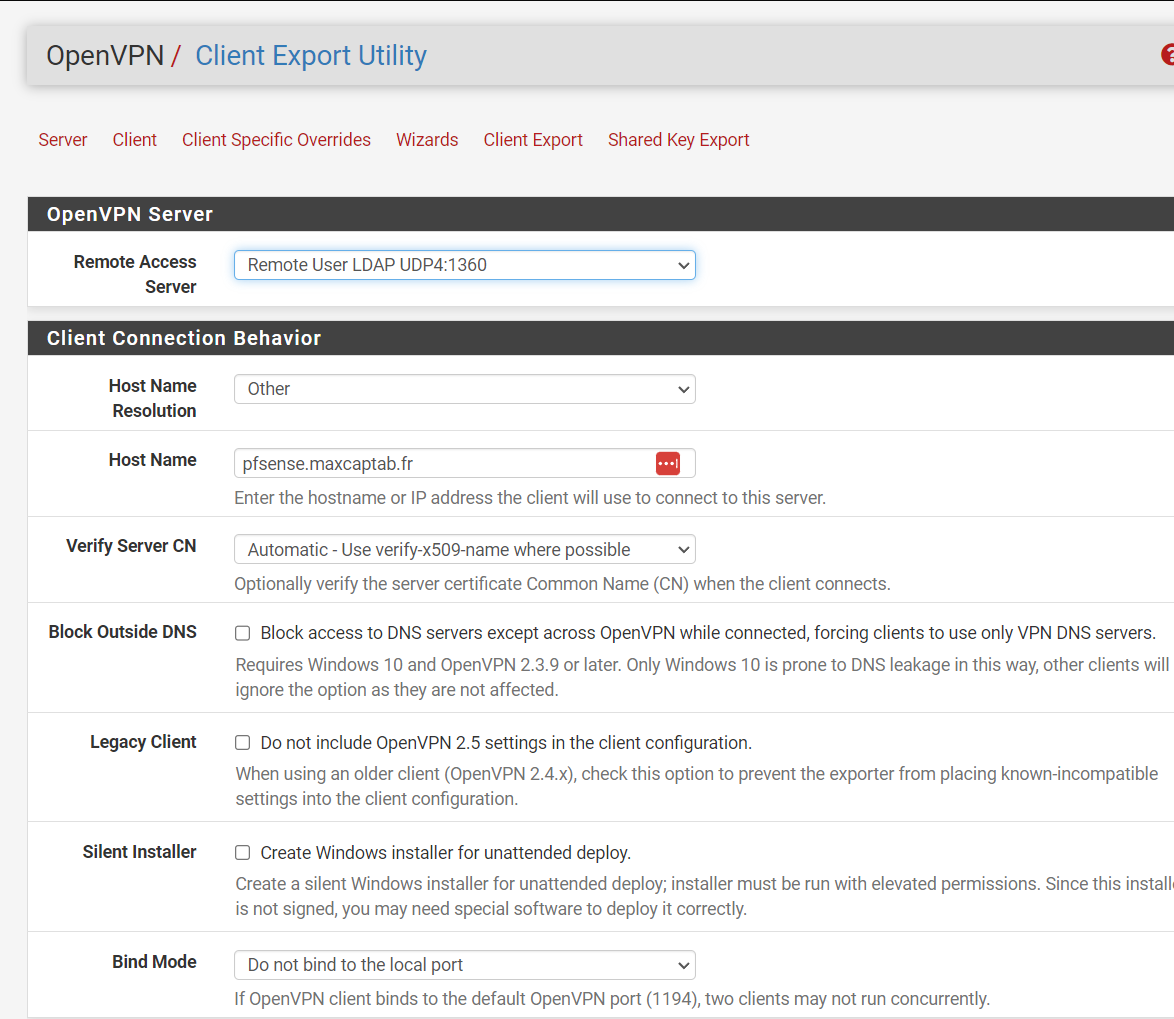 OpenVPN / Client Export Utility
Server Client Client Specific Overrides Wizards Client Export Shared Key Export
OpenVPN Server
Remote Access
Server
Remote User LDAP UDP4:1360
Client Connection Behavior
Host Name
Resolution
Other
Host Name
pfsense.maxcaptab.fr
Enter the hostname or IP address the client will use to connect to this server.
Verify Server CN
Automatic - Use verify-x509-name where possible
Optionally verify the server certificate Common Name (CN) when the client connects.
Block Outside DNS
Block access to DNS servers except across OpenVPN while connected, forcing clients to use only VPN DNS servers.
Requires Windows 10 and OpenVPN 2.3.9 or later. Only Windows 10 is prone to DNS leakage in this way, other clients will
ignore the option as they are not affected.
Legacy Client
Do not include OpenVPN 2.5 settings in the client configuration.
When using an older client (OpenVPN 2.4.x), check this option to prevent the exporter from placing known-incompatible
settings into the client configuration.
Silent Installer
Create Windows installer for unattended deploy.
Create a silent Windows installer for unattended deploy; installer must be run with elevated permissions. Since this
is not signed, you may need special software to deploy it correctly.
Bind Mode
Do not bind to the local port
If OpenVPN client binds to the default OpenVPN port (1194), two clients may not run concurrently.